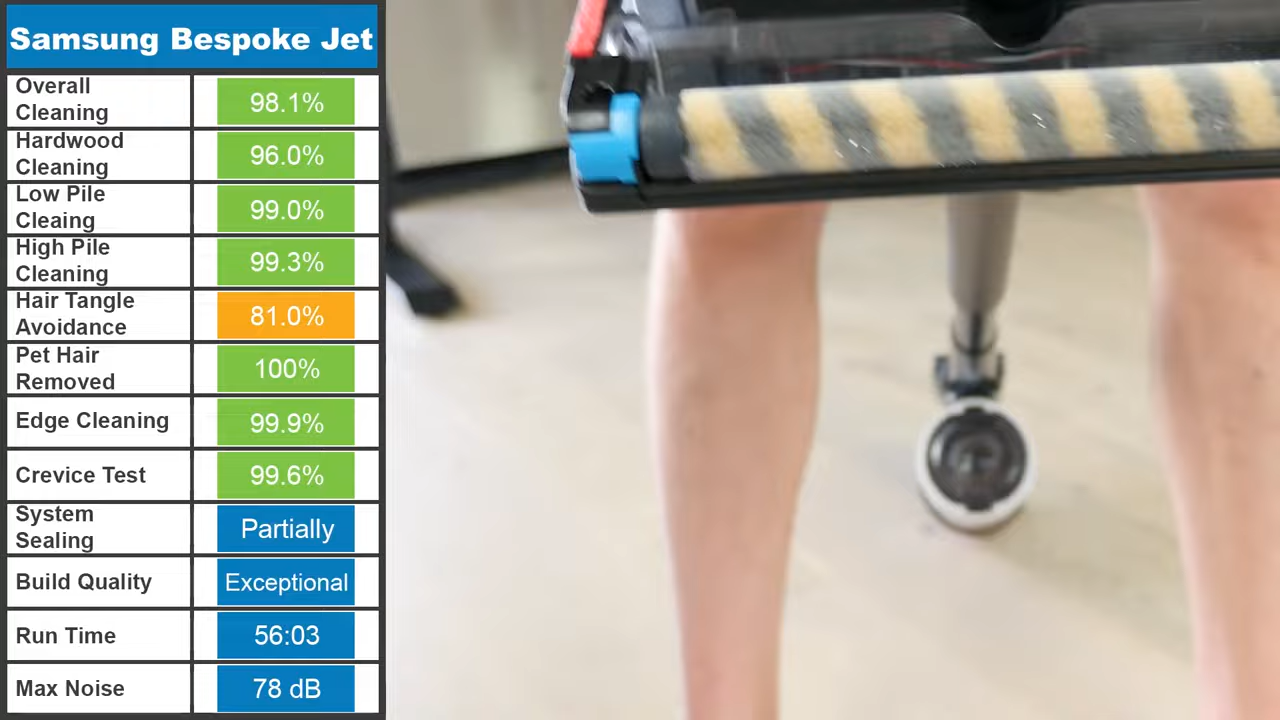 Samsung Bespoke Jet
Overall
Cleaning
98.1%
Hardwood
Cleaning
96.0%
Low Pile
Cleaing
99.0%
High Pile
Cleaning
99.3%
Hair Tangle
Avoidance
81.0%
Pet Hair
Removed
100%
Edge Cleaning
99.9%
Crevice Test
99.6%
System
Sealing
Partially
Build Quality
Exceptional
Run Time
56:03
Max Noise
78 dB